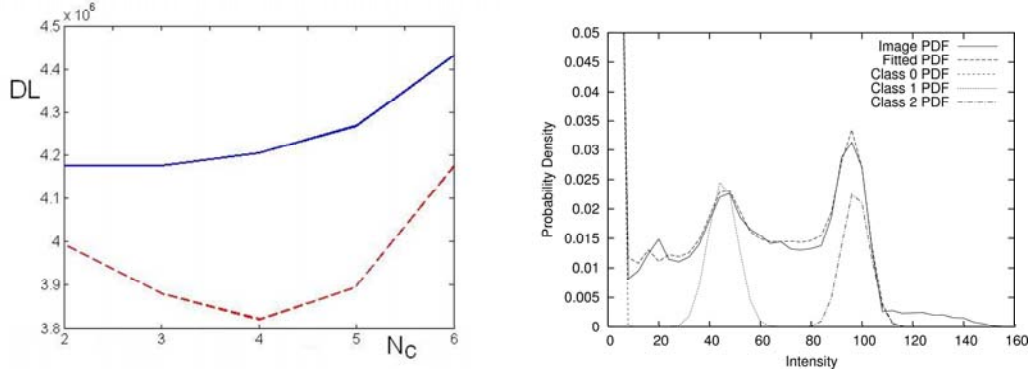 4.5 x 10^6
4.4
4.3
4.2
4.1
4
3.9
3.8
DL
2 3 4 5 6
N_C
0.05
0.045
0.04
0.035
0.03
0.025
0.02
0.015
0.01
0.005
0
Probability Density
Image PDF
Fitted PDF
Class 0 PDF
Class 1 PDF
Class 2 PDF
0 20 40 60 80 100 120 140 160
Intensity